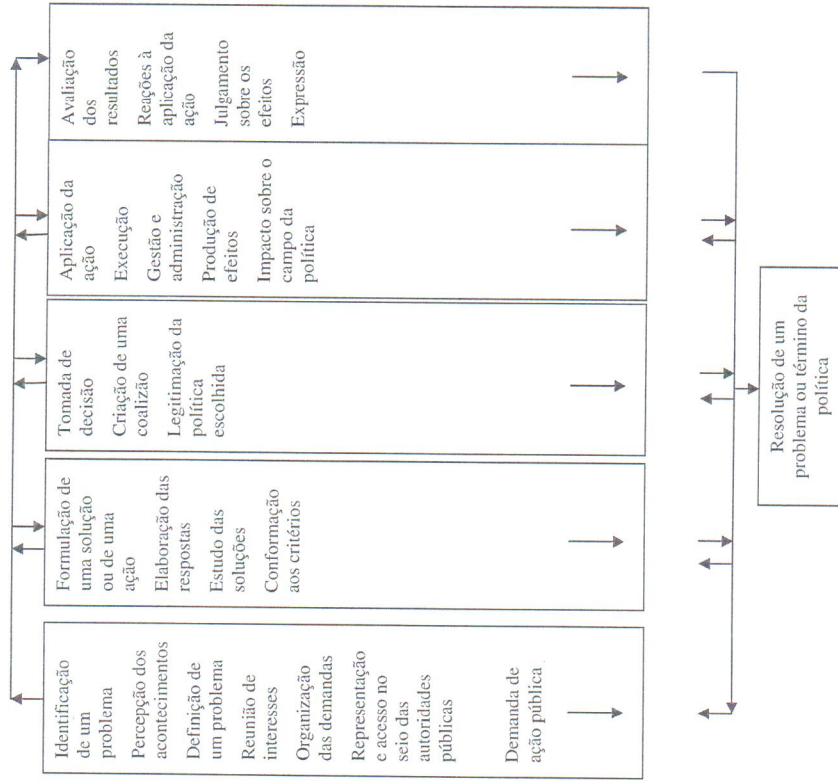 Identificação
de um
problema
Percepção dos
acontecimentos
Definição de
um problema
Reunião de
interesses
Organização
das demandas
Representação
e acesso no
seio das
autoridades
públicas
Demanda de
ação pública
Formulação de
uma solução
ou de uma
ação
Elaboração das
respostas
Estudo das
soluções
Conformação
aos critérios
Tomada de
decisão
Criação de uma
coalizão
Legitimação da
política
escolhida
Aplicação da
ação
Execução
Gestão e
administração
Produção de
efeitos
Impacto sobre o
campo da
política
Avaliação
dos
resultados
Reações à
aplicação da
ação
Julgamento
sobre os
efeitos
Expressão
Resolução de um
problema ou término da
política